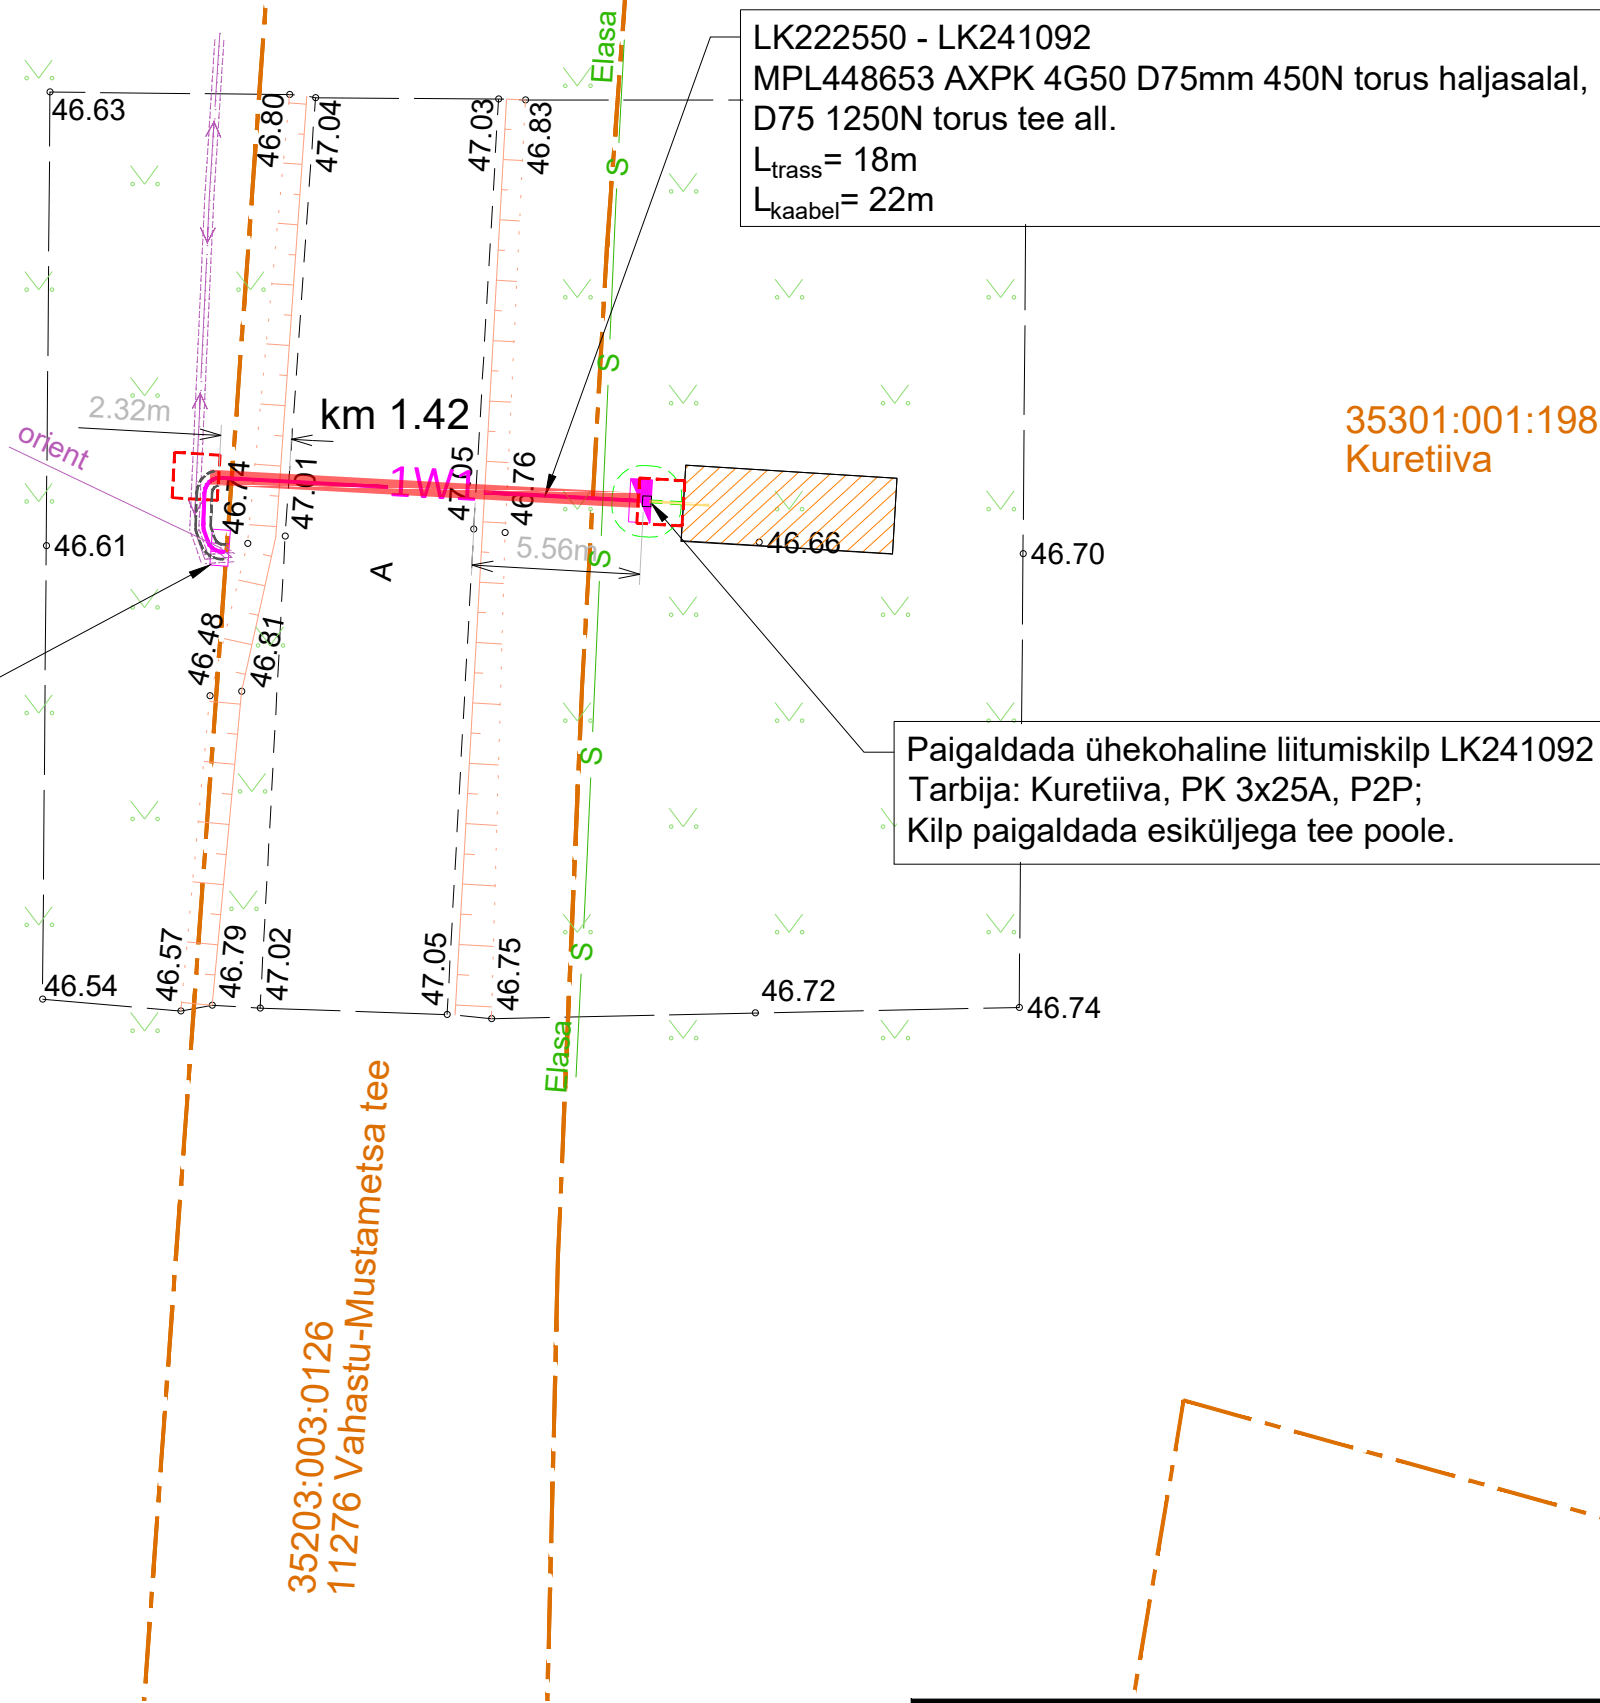 Elasa
LK222550 - LK241092
MPL448653 AXPK 4G50 D75mm 450N torus haljasalal,
D75 1250N torus tee all.
Ltrass= 18m
Lkaabel= 22m
46.63
46.80
47.04
47.03
46.83
S
S
2.32m
km 1.42
orient
35301:001:198
Kuretiiva
46.74
47.01
1W1
47.05
46.76
46.61
A
5.56m
S
46.66
46.70
46.48
46.81
S
Paigaldada ühekohaline liitumiskilp LK241092
Tarbija: Kuretiiva, PK 3x25A, P2P;
Kilp paigaldada esiküljega tee poole.
46.54
46.57
46.79
47.02
47.05
46.75
S
46.72
46.74
Elasa
35203:003:0126
11276 Vahastu-Mustametsa tee